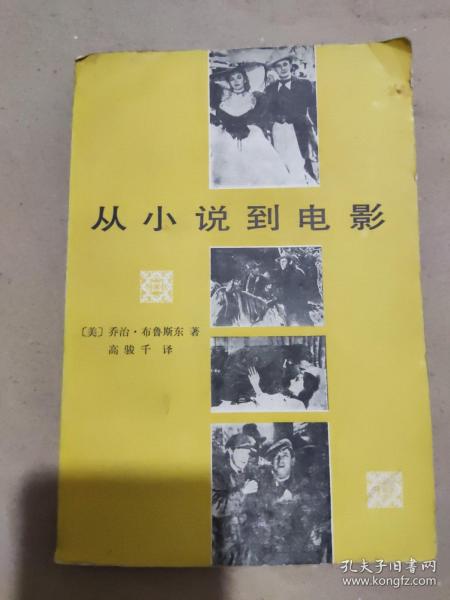 从小说到电影
〔美〕乔治·布鲁斯东 著
高骏千 译
孔夫子旧书网
www.kongfz.com